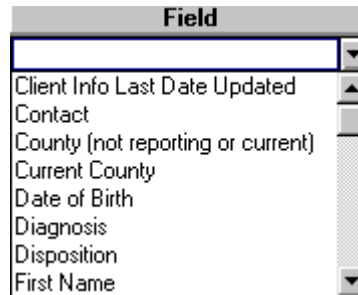 Field
Client Info Last Date Updated
Contact
County (not reporting or current)
Current County
Date of Birth
Diagnosis
Disposition
First Name